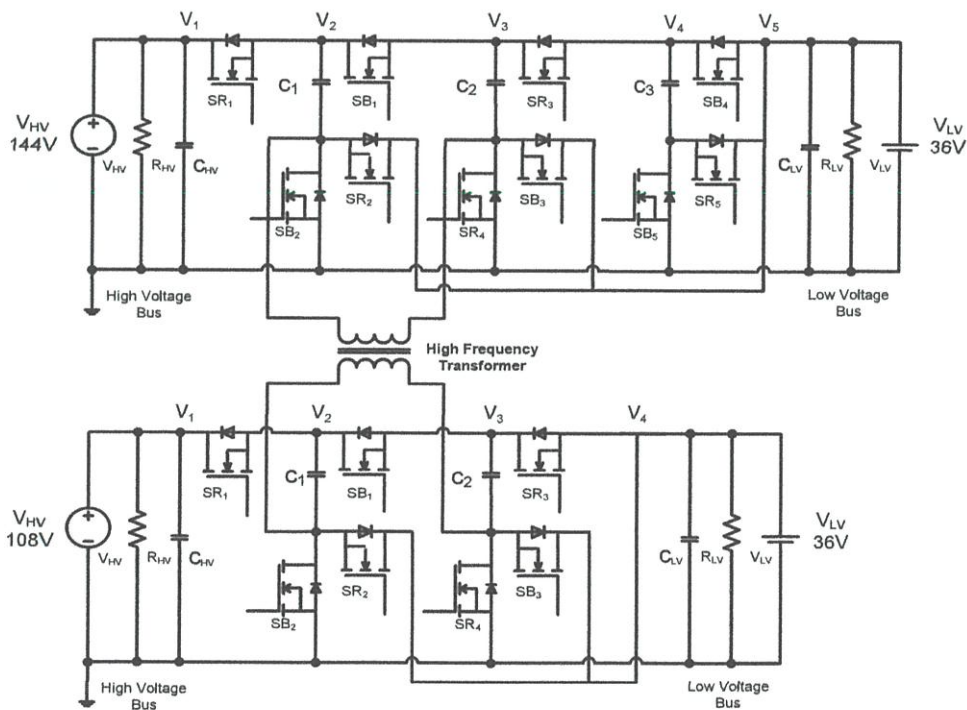 V1 V2 V3 V4 V5
SR1 C1 SB1 C2 SR3 C3 SB4
VHV
144V
VHV RHV CHV
SB2 SR2 SR4 SB3 SB5 SR5
CLV RLV VLV
VLV
36V
High Voltage
Bus
Low Voltage
Bus
High Frequency
Transformer
V1 V2 V3 V4
SR1 C1 SB1 C2 SR3
VHV
108V
VHV RHV CHV
SB2 SR2 SR4 SB3
CLV RLV VLV
VLV
36V
High Voltage
Bus
Low Voltage
Bus